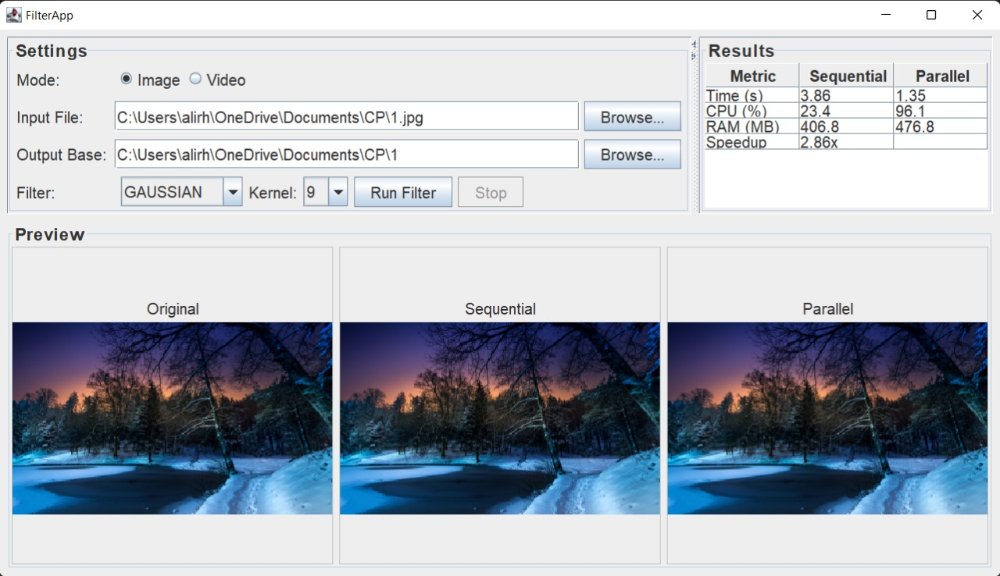 FilterApp
Settings
Mode: Image Video
Input File: C:\Users\alirh\OneDrive\Documents\CP\1.jpg Browse...
Output Base: C:\Users\alirh\OneDrive\Documents\CP\1 Browse...
Filter: GAUSSIAN Kernel: 9 Run Filter Stop
Results
Metric Sequential Parallel
Time (s) 3.86 1.35
CPU (%) 23.4 96.1
RAM (MB) 406.8 476.8
Speedup 2.86x
Preview
Original Sequential Parallel